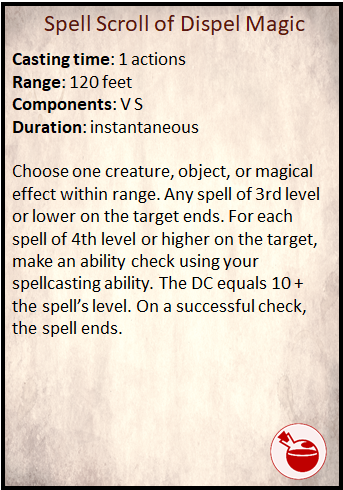 Spell Scroll of Dispel Magic
Casting time: 1 actions
Range: 120 feet
Components: V S
Duration: instantaneous
Choose one creature, object, or magical
effect within range. Any spell of 3rd level
or lower on the target ends. For each
spell of 4th level or higher on the target,
make an ability check using your
spellcasting ability. The DC equals 10 +
the spell’s level. On a successful check,
the spell ends.